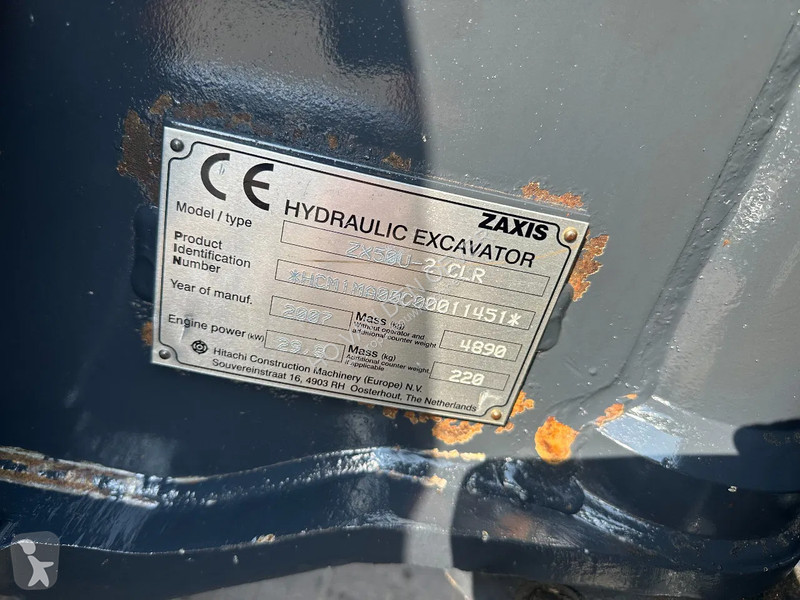 CE ZAXIS
HYDRAULIC EXCAVATOR
Model / type ZX50U-2 CLR
Product
Identification
Number *HCM1MA00C00011451*
Year of manuf. 2007
Mass (kg)
Without operator and
additional counter weight 4890
Engine power (kW)
Mass (kg)
Additional counter weight,
if applicable 220
Hitachi Construction Machinery (Europe) N.V.
Souvereinstraat 16, 4903 RH Oosterhout, The Netherlands